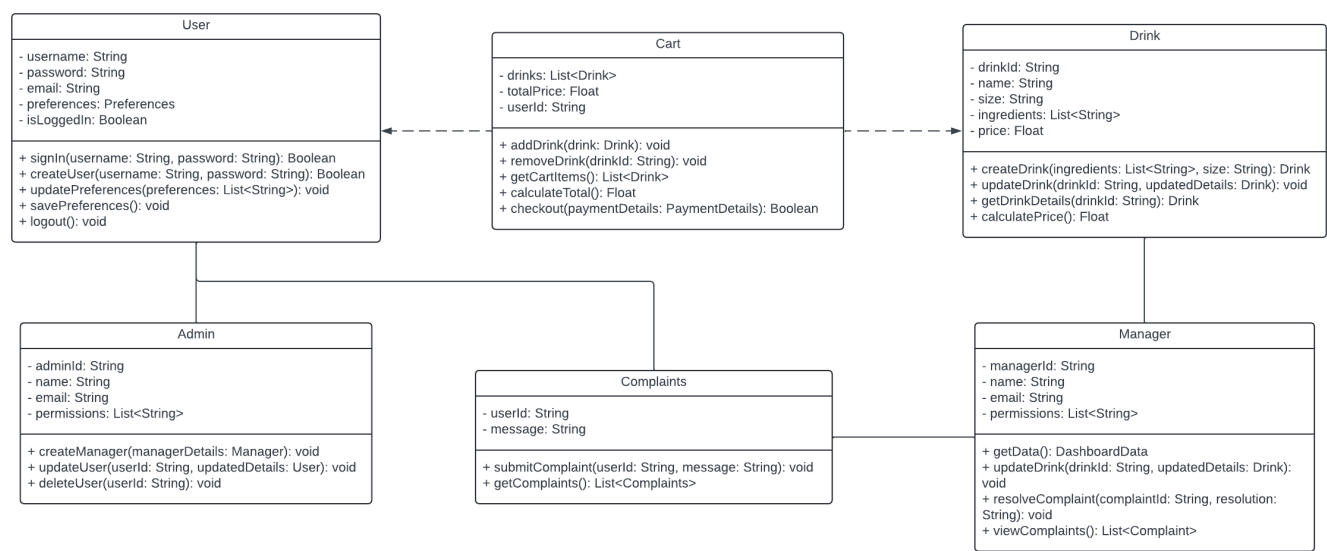 User
- username: String
- password: String
- email: String
- preferences: Preferences
- isLoggedIn: Boolean
+ signIn(username: String, password: String): Boolean
+ createUser(username: String, password: String): Boolean
+ updatePreferences(preferences: List<String>): void
+ savePreferences(): void
+ logout(): void
Cart
- drinks: List<Drink>
- totalPrice: Float
- userId: String
+ addDrink(drink: Drink): void
+ removeDrink(drinkId: String): void
+ getCartItems(): List<Drink>
+ calculateTotal(): Float
+ checkout(paymentDetails: PaymentDetails): Boolean
Drink
- drinkId: String
- name: String
- size: String
- ingredients: List<String>
- price: Float
+ createDrink(ingredients: List<String>, size: String): Drink
+ updateDrink(drinkId: String, updatedDetails: Drink): void
+ getDrinkDetails(drinkId: String): Drink
+ calculatePrice(): Float
Admin
- adminId: String
- name: String
- email: String
- permissions: List<String>
+ createManager(managerDetails: Manager): void
+ updateUser(userId: String, updatedDetails: User): void
+ deleteUser(userId: String): void
Complaints
- userId: String
- message: String
+ submitComplaint(userId: String, message: String): void
+ getComplaints(): List<Complaints>
Manager
- managerId: String
- name: String
- email: String
- permissions: List<String>
+ getData(): DashboardData
+ updateDrink(drinkId: String, updatedDetails: Drink):
void
+ resolveComplaint(complaintId: String, resolution:
String): void
+ viewComplaints(): List<Complaint>